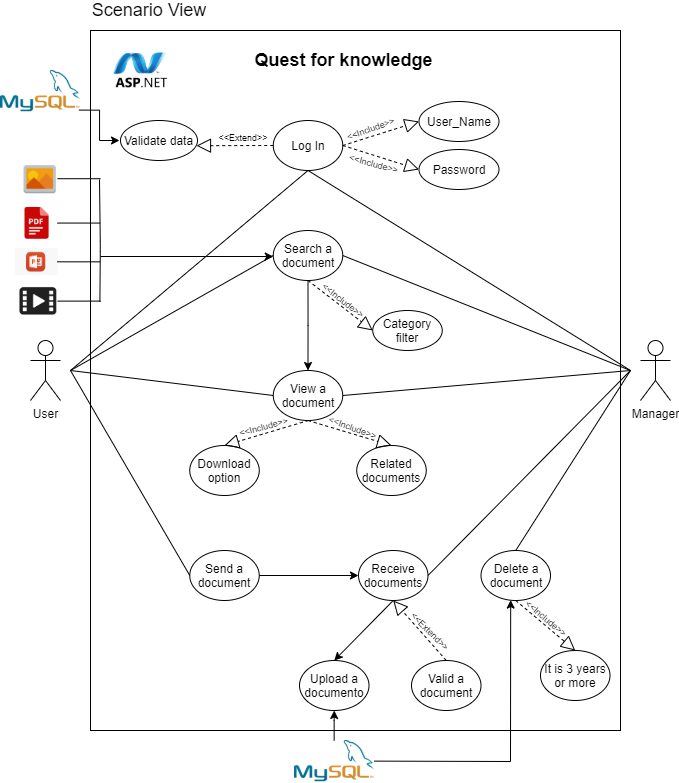 Scenario View
Quest for knowledge
ASP.NET
MySQL
Validate data
<<Extend>>
Log In
<<Include>>
User_Name
<<Include>>
Password
PDF
P
Search a
document
<<Include>>
Category
filter
User
Manager
View a
document
<<Include>>
<<Include>>
Download
option
Related
documents
Send a
document
Receive
documents
Delete a
document
<<Extend>>
<<Include>>
Upload a
documento
Valid a
document
It is 3 years
or more
MySQL